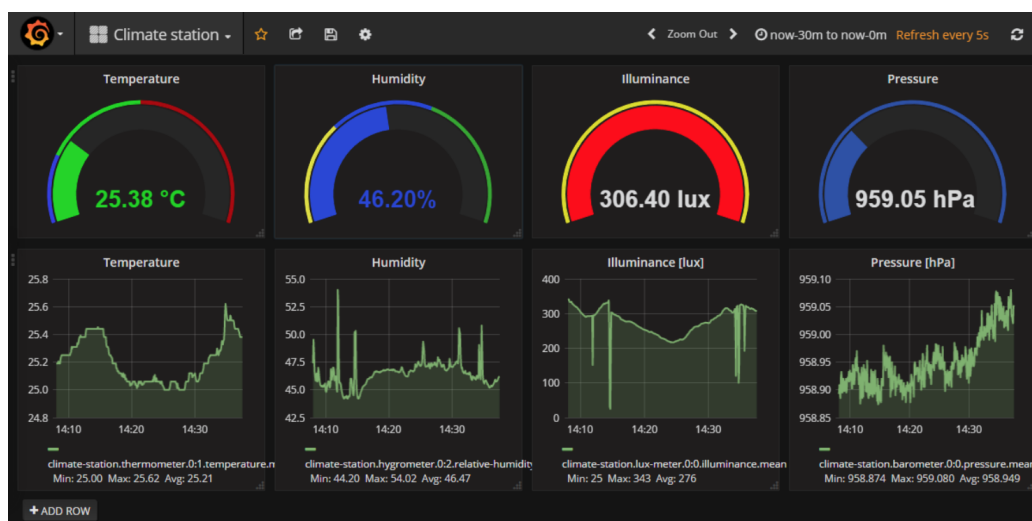 Climate station
Zoom Out now-30m to now-0m Refresh every 5s
Temperature
25.38 °C
Humidity
46.20%
Illuminance
306.40 lux
Pressure
959.05 hPa
Temperature
25.8
25.6
25.4
25.2
25.0
24.8
14:10 14:20 14:30
climate-station.thermometer.0:1.temperature.m
Min: 25.00 Max: 25.62 Avg: 25.21
Humidity
55.0
52.5
50.0
47.5
45.0
42.5
14:10 14:20 14:30
climate-station.hygrometer.0:2.relative-humidity
Min: 44.20 Max: 54.02 Avg: 46.47
Illuminance [lux]
400
300
200
100
0
14:10 14:20 14:30
climate-station.lux-meter.0:0.illuminance.mean
Min: 25 Max: 343 Avg: 276
Pressure [hPa]
959.10
959.05
959.00
958.95
958.90
958.85
14:10 14:20 14:30
climate-station.barometer.0:0.pressure.mean
Min: 958.874 Max: 959.080 Avg: 958.949
+ ADD ROW